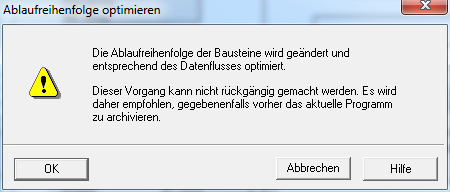 Ablaufreihenfolge optimieren
Die Ablaufreihenfolge der Bausteine wird geändert und
entsprechend des Datenflusses optimiert.
Dieser Vorgang kann nicht rückgängig gemacht werden. Es wird
daher empfohlen, gegebenenfalls vorher das aktuelle Programm
zu archivieren.
OK
Abbrechen
Hilfe